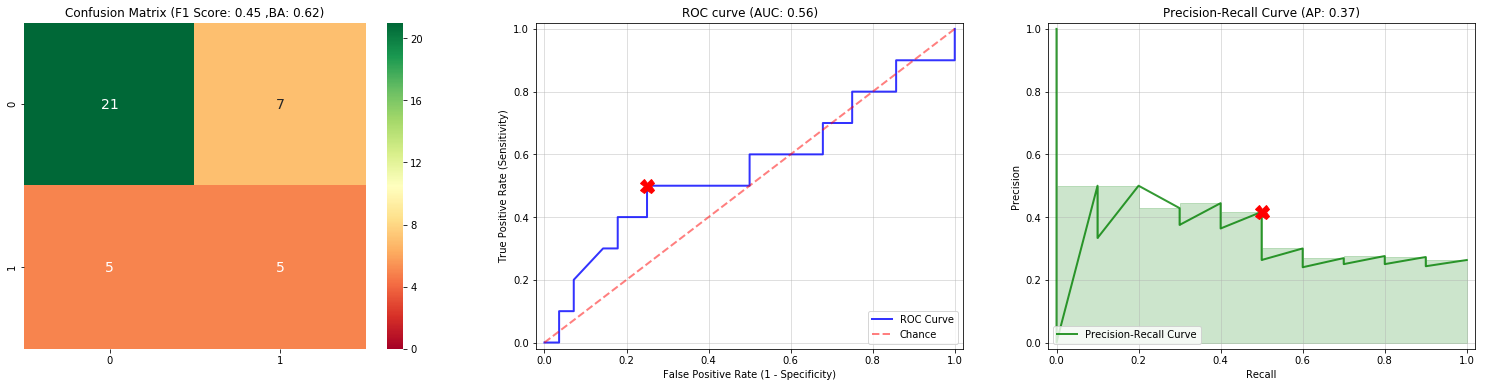 Confusion Matrix (F1 Score: 0.45 ,BA: 0.62)
0
1
21
7
5
5
0
1
20
16
12
8
4
0
ROC curve (AUC: 0.56)
True Positive Rate (Sensitivity)
1.0
0.8
0.6
0.4
0.2
0.0
ROC Curve
Chance
0.0 0.2 0.4 0.6 0.8 1.0
False Positive Rate (1 - Specificity)
Precision-Recall Curve (AP: 0.37)
Precision
1.0
0.8
0.6
0.4
0.2
0.0
Precision-Recall Curve
0.0 0.2 0.4 0.6 0.8 1.0
Recall